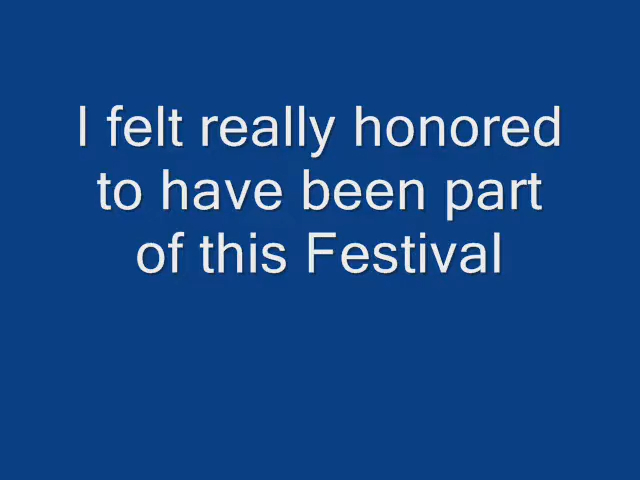 I felt really honored
to have been part
of this Festival